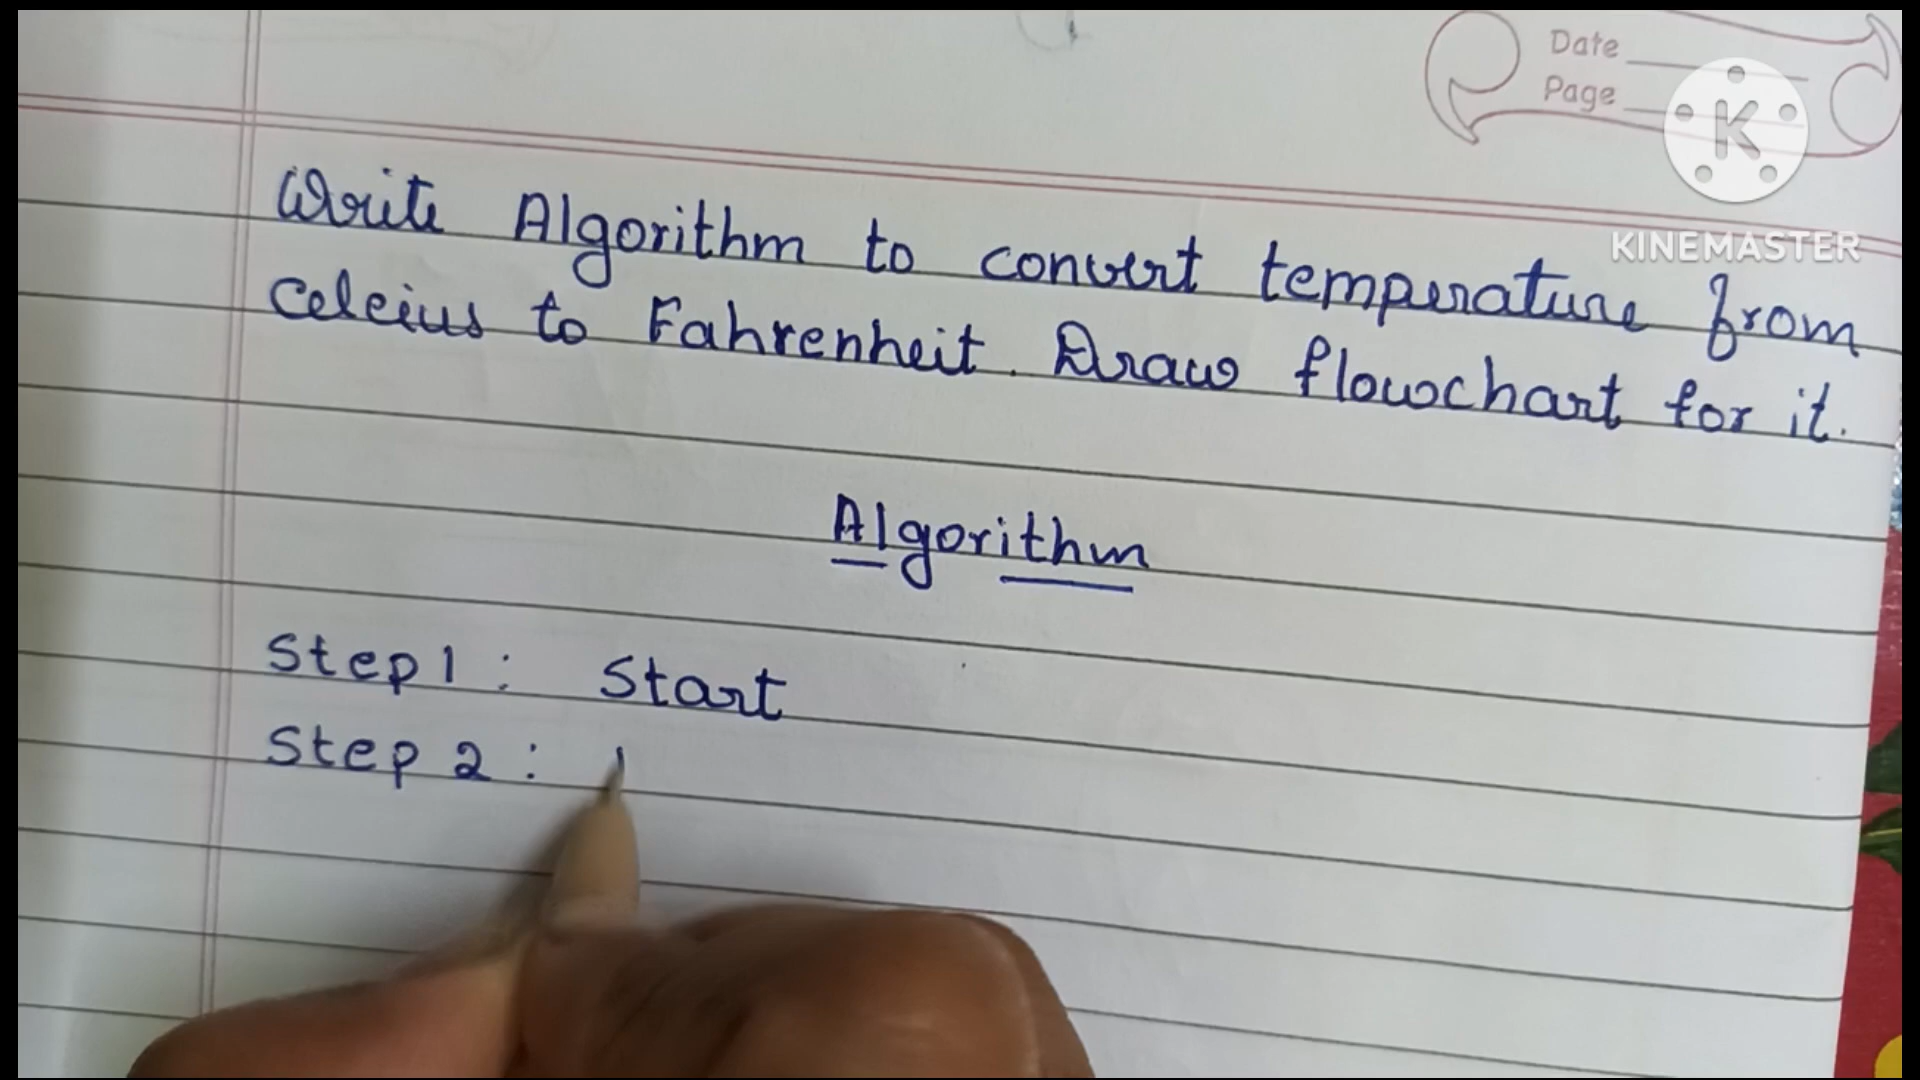 Date
Page
KINEMASTER
Write Algorithm to convert temperature from
Celcius to Fahrenheit. Draw flowchart for it.
Algorithm
Step 1 : Start
Step 2 :